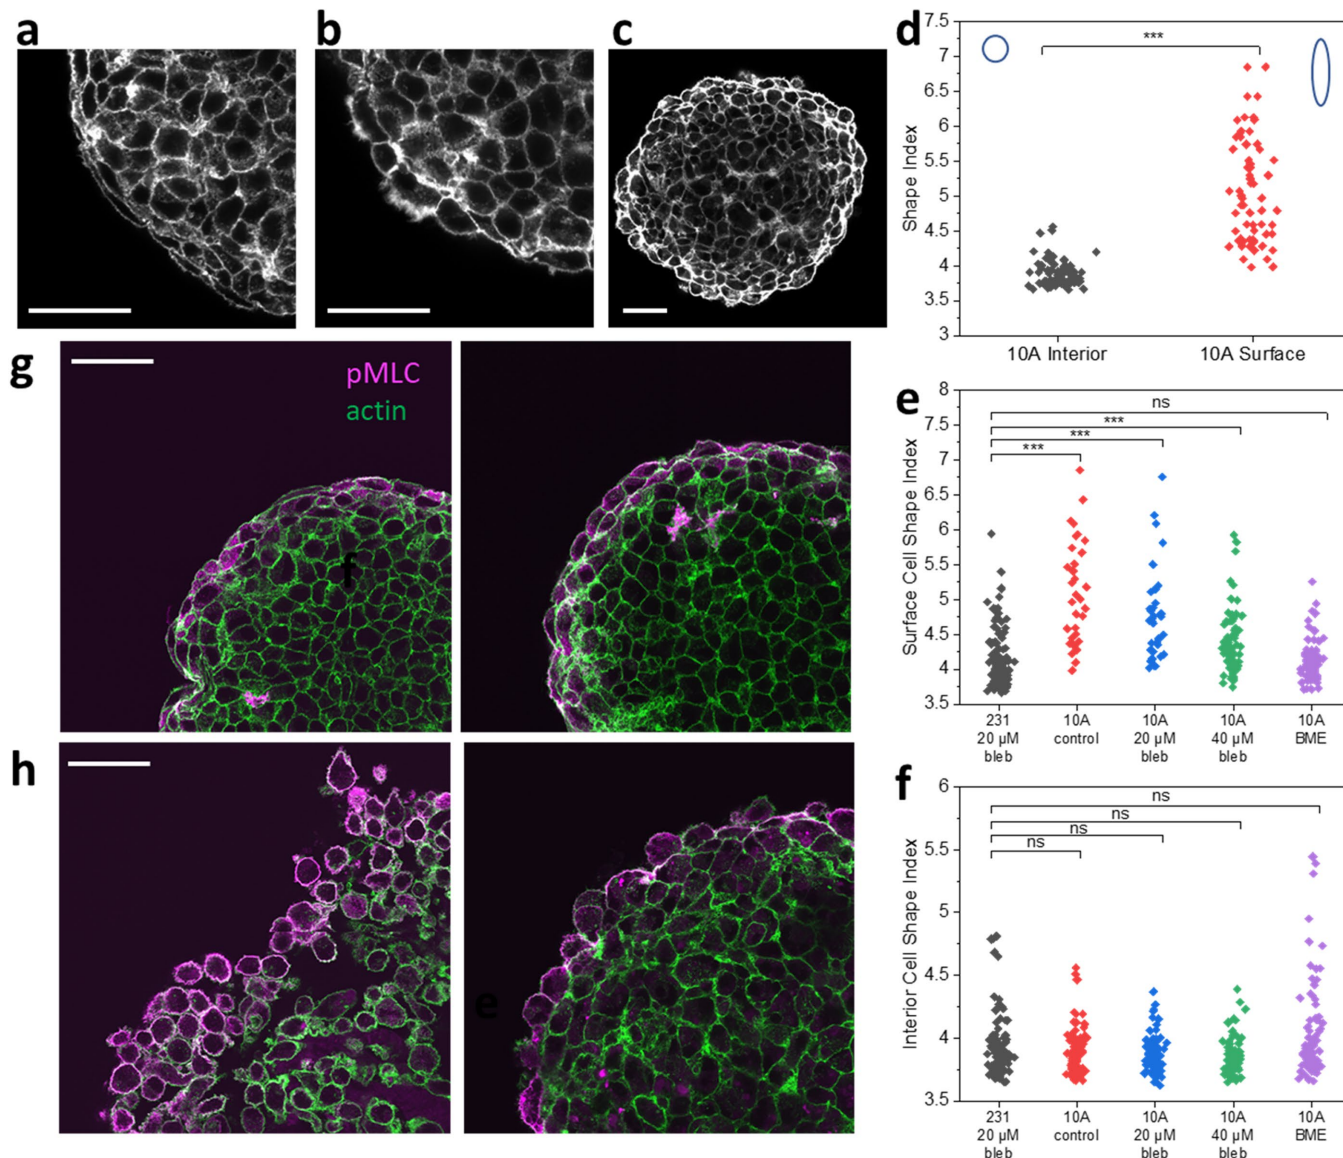 a
b
c
d
7.5
7
6.5
6
5.5
5
4.5
4
3.5
3
Shape Index
***
10A Interior
10A Surface
g
pMLC
actin
f
e
8
7.5
7
6.5
6
5.5
5
4.5
4
3.5
Surface Cell Shape Index
ns
***
***
***
231
20 μM
bleb
10A
control
10A
20 μM
bleb
10A
40 μM
bleb
10A
BME
h
e
f
6
5.5
5
4.5
4
3.5
Interior Cell Shape Index
ns
ns
ns
ns
231
20 μM
bleb
10A
control
10A
20 μM
bleb
10A
40 μM
bleb
10A
BME